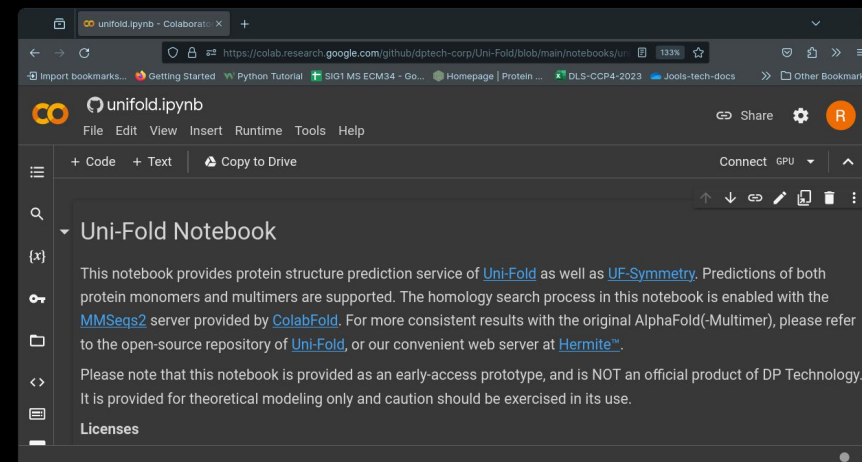 unifold.ipynb - Colaborator
https://colab.research.google.com/github/dptech-corp/Uni-Fold/blob/main/notebooks/un
133%
Import bookmarks...
Getting Started
Python Tutorial
SIG1 MS ECM34 - Go...
Homepage | Protein ...
DLS-CCP4-2023
Jools-tech-docs
Other Bookmark
unifold.ipynb
Share
R
File Edit View Insert Runtime Tools Help
+ Code + Text Copy to Drive
Connect GPU
Uni-Fold Notebook
{x}
This notebook provides protein structure prediction service of Uni-Fold as well as UF-Symmetry. Predictions of both
protein monomers and multimers are supported. The homology search process in this notebook is enabled with the
MMSeqs2 server provided by ColabFold. For more consistent results with the original AlphaFold(-Multimer), please refer
to the open-source repository of Uni-Fold, or our convenient web server at Hermite™.
Please note that this notebook is provided as an early-access prototype, and is NOT an official product of DP Technology.
It is provided for theoretical modeling only and caution should be exercised in its use.
Licenses